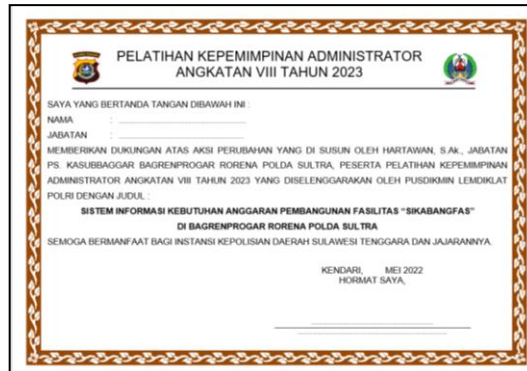 PELATIHAN KEPEMIMPINAN ADMINISTRATOR
ANGKATAN VIII TAHUN 2023
SAYA YANG BERTANDA TANGAN DIBAWAH INI :
NAMA : ........................................
JABATAN : ........................................
MEMBERIKAN DUKUNGAN ATAS AKSI PERUBAHAN YANG DI SUSUN OLEH HARTAWAN, S.Ak., JABATAN
PS. KASUBBAGGAR BAGRENPROGAR RORENA POLDA SULTRA, PESERTA PELATIHAN KEPEMIMPINAN
ADMINISTRATOR ANGKATAN VIII TAHUN 2023 YANG DISELENGGARAKAN OLEH PUSDIKMIN LEMDIKLAT
POLRI DENGAN JUDUL :
SISTEM INFORMASI KEBUTUHAN ANGGARAN PEMBANGUNAN FASILITAS “SIKABANGFAS”
DI BAGRENPROGAR RORENA POLDA SULTRA
SEMOGA BERMANFAAT BAGI INSTANSI KEPOLISIAN DAERAH SULAWESI TENGGARA DAN JAJARANNYA.
KENDARI, MEI 2022
HORMAT SAYA,